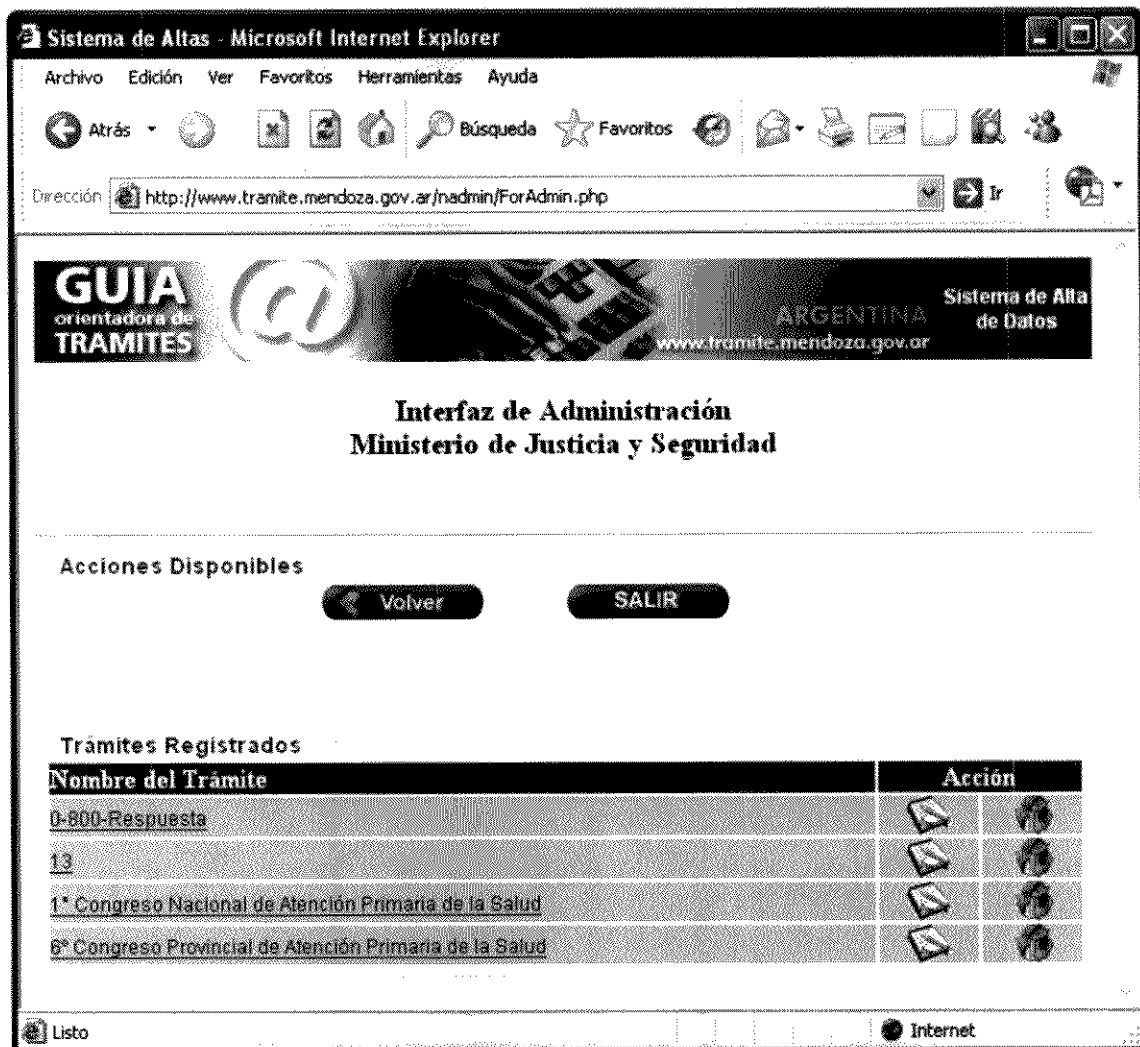 Sistema de Altas - Microsoft Internet Explorer
Archivo Edición Ver Favoritos Herramientas Ayuda
Atrás Búsqueda Favoritos
Dirección http://www.tramite.mendoza.gov.ar/nadmin/ForAdmin.php Ir
GUIA
orientadora de
TRAMITES
@
ARGENTINA
www.tramite.mendoza.gov.ar
Sistema de Alta
de Datos
Interfaz de Administración
Ministerio de Justicia y Seguridad
Acciones Disponibles
Volver SALIR
Trámites Registrados
Nombre del Trámite Acción
0-800-Respuesta
13
1° Congreso Nacional de Atención Primaria de la Salud
6º Congreso Provincial de Atención Primaria de la Salud
Listo Internet